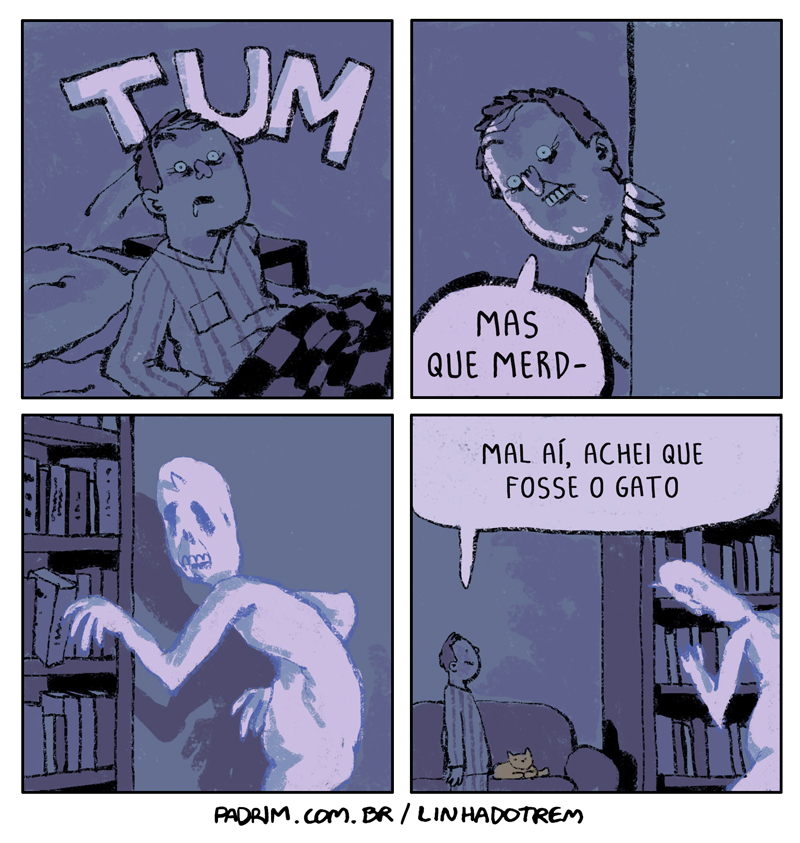 TUM
MAS
QUE MERD-
MAL AÍ, ACHEI QUE
FOSSE O GATO
PADRIM.COM.BR / LINHADOTREM